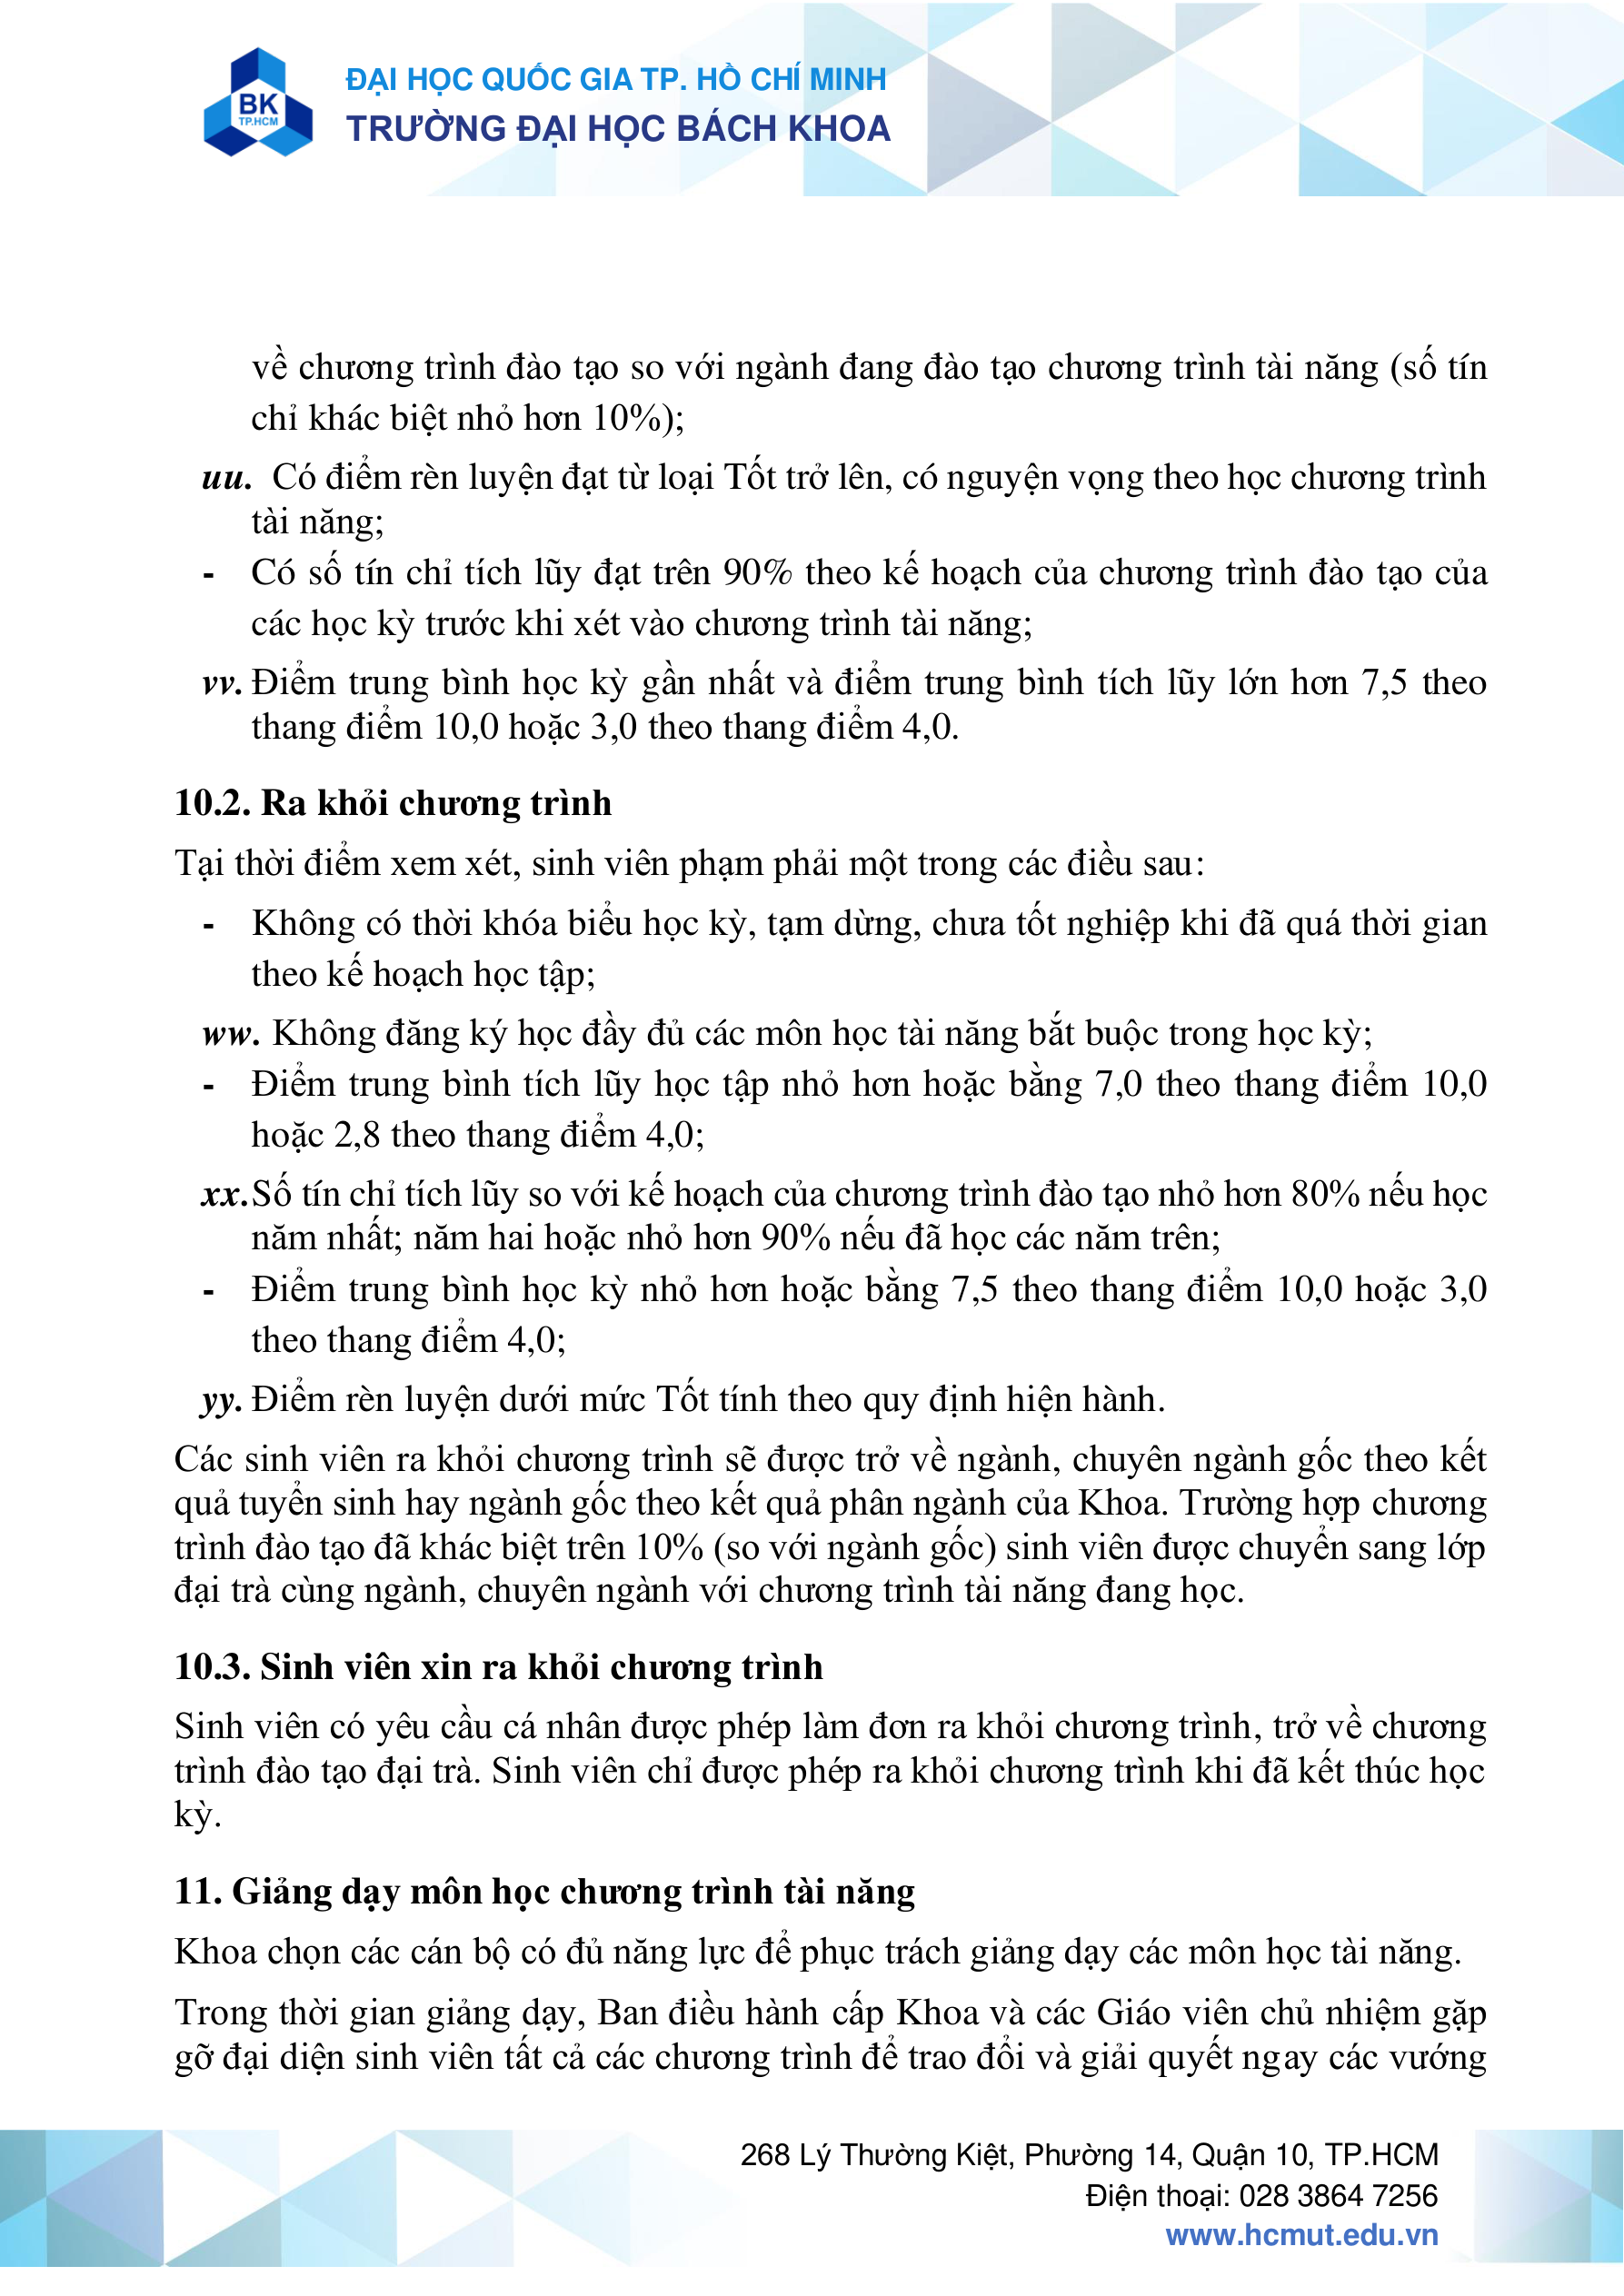 BK
TP.HCM
ĐẠI HỌC QUỐC GIA TP. HỒ CHÍ MINH
TRƯỜNG ĐẠI HỌC BÁCH KHOA
về chương trình đào tạo so với ngành đang đào tạo chương trình tài năng (số tín
chỉ khác biệt nhỏ hơn 10%);
uu. Có điểm rèn luyện đạt từ loại Tốt trở lên, có nguyện vọng theo học chương trình
tài năng;
- Có số tín chỉ tích lũy đạt trên 90% theo kế hoạch của chương trình đào tạo của
các học kỳ trước khi xét vào chương trình tài năng;
vv. Điểm trung bình học kỳ gần nhất và điểm trung bình tích lũy lớn hơn 7,5 theo
thang điểm 10,0 hoặc 3,0 theo thang điểm 4,0.
10.2. Ra khỏi chương trình
Tại thời điểm xem xét, sinh viên phạm phải một trong các điều sau:
- Không có thời khóa biểu học kỳ, tạm dừng, chưa tốt nghiệp khi đã quá thời gian
theo kế hoạch học tập;
ww. Không đăng ký học đầy đủ các môn học tài năng bắt buộc trong học kỳ;
- Điểm trung bình tích lũy học tập nhỏ hơn hoặc bằng 7,0 theo thang điểm 10,0
hoặc 2,8 theo thang điểm 4,0;
xx. Số tín chỉ tích lũy so với kế hoạch của chương trình đào tạo nhỏ hơn 80% nếu học
năm nhất; năm hai hoặc nhỏ hơn 90% nếu đã học các năm trên;
- Điểm trung bình học kỳ nhỏ hơn hoặc bằng 7,5 theo thang điểm 10,0 hoặc 3,0
theo thang điểm 4,0;
yy. Điểm rèn luyện dưới mức Tốt tính theo quy định hiện hành.
Các sinh viên ra khỏi chương trình sẽ được trở về ngành, chuyên ngành gốc theo kết
quả tuyển sinh hay ngành gốc theo kết quả phân ngành của Khoa. Trường hợp chương
trình đào tạo đã khác biệt trên 10% (so với ngành gốc) sinh viên được chuyển sang lớp
đại trà cùng ngành, chuyên ngành với chương trình tài năng đang học.
10.3. Sinh viên xin ra khỏi chương trình
Sinh viên có yêu cầu cá nhân được phép làm đơn ra khỏi chương trình, trở về chương
trình đào tạo đại trà. Sinh viên chỉ được phép ra khỏi chương trình khi đã kết thúc học
kỳ.
11. Giảng dạy môn học chương trình tài năng
Khoa chọn các cán bộ có đủ năng lực để phục trách giảng dạy các môn học tài năng.
Trong thời gian giảng dạy, Ban điều hành cấp Khoa và các Giáo viên chủ nhiệm gặp
gỡ đại diện sinh viên tất cả các chương trình để trao đổi và giải quyết ngay các vướng
268 Lý Thường Kiệt, Phường 14, Quận 10, TP.HCM
Điện thoại: 028 3864 7256
www.hcmut.edu.vn